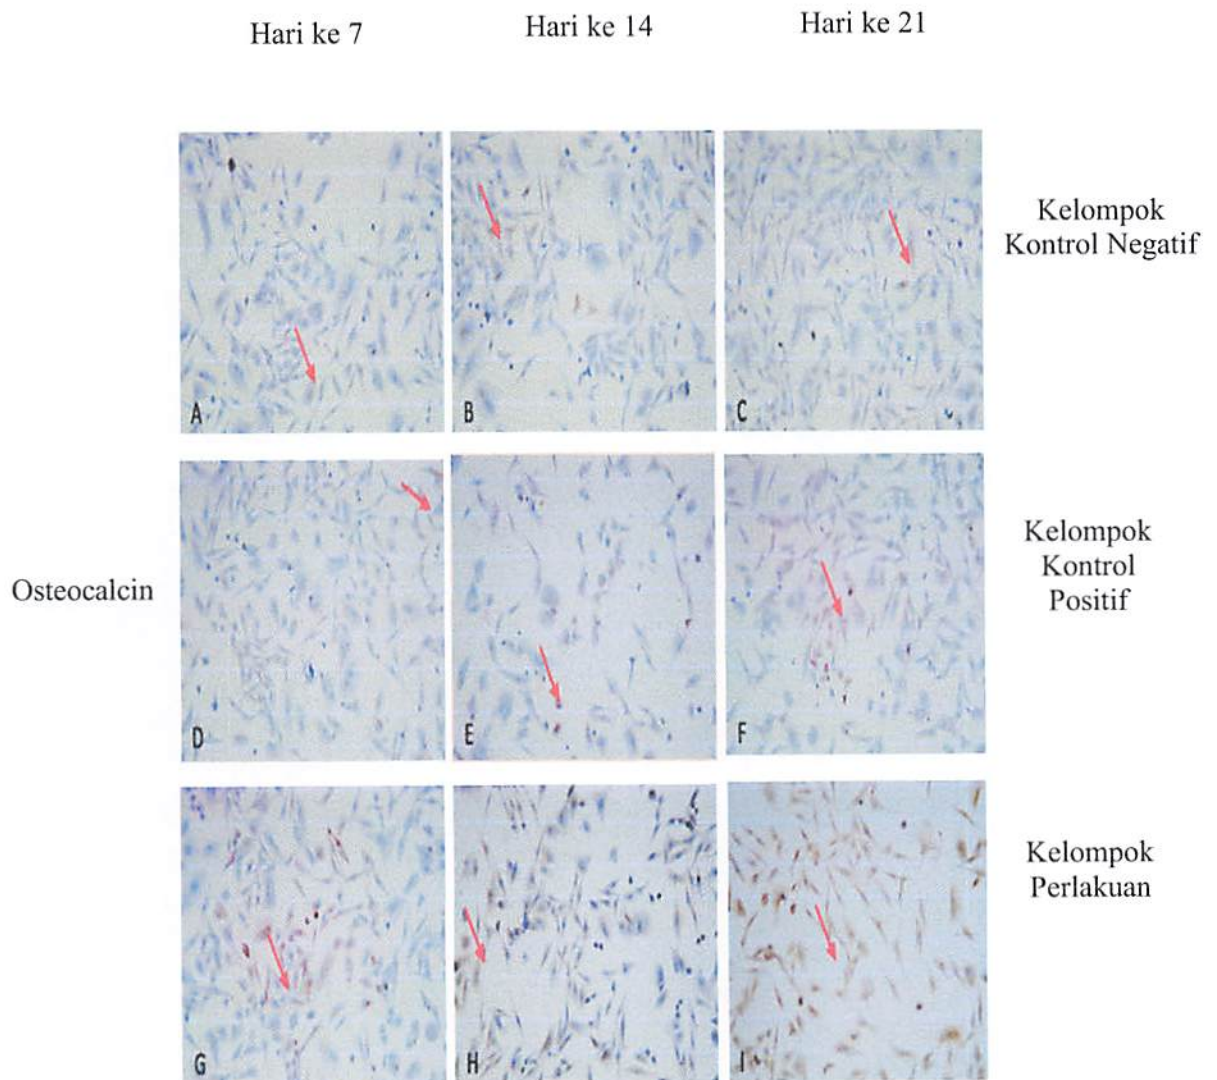 Hari ke 7
Hari ke 14
Hari ke 21
A
B
C
Kelompok
Kontrol Negatif
Osteocalcin
D
E
F
Kelompok
Kontrol
Positif
G
H
I
Kelompok
Perlakuan